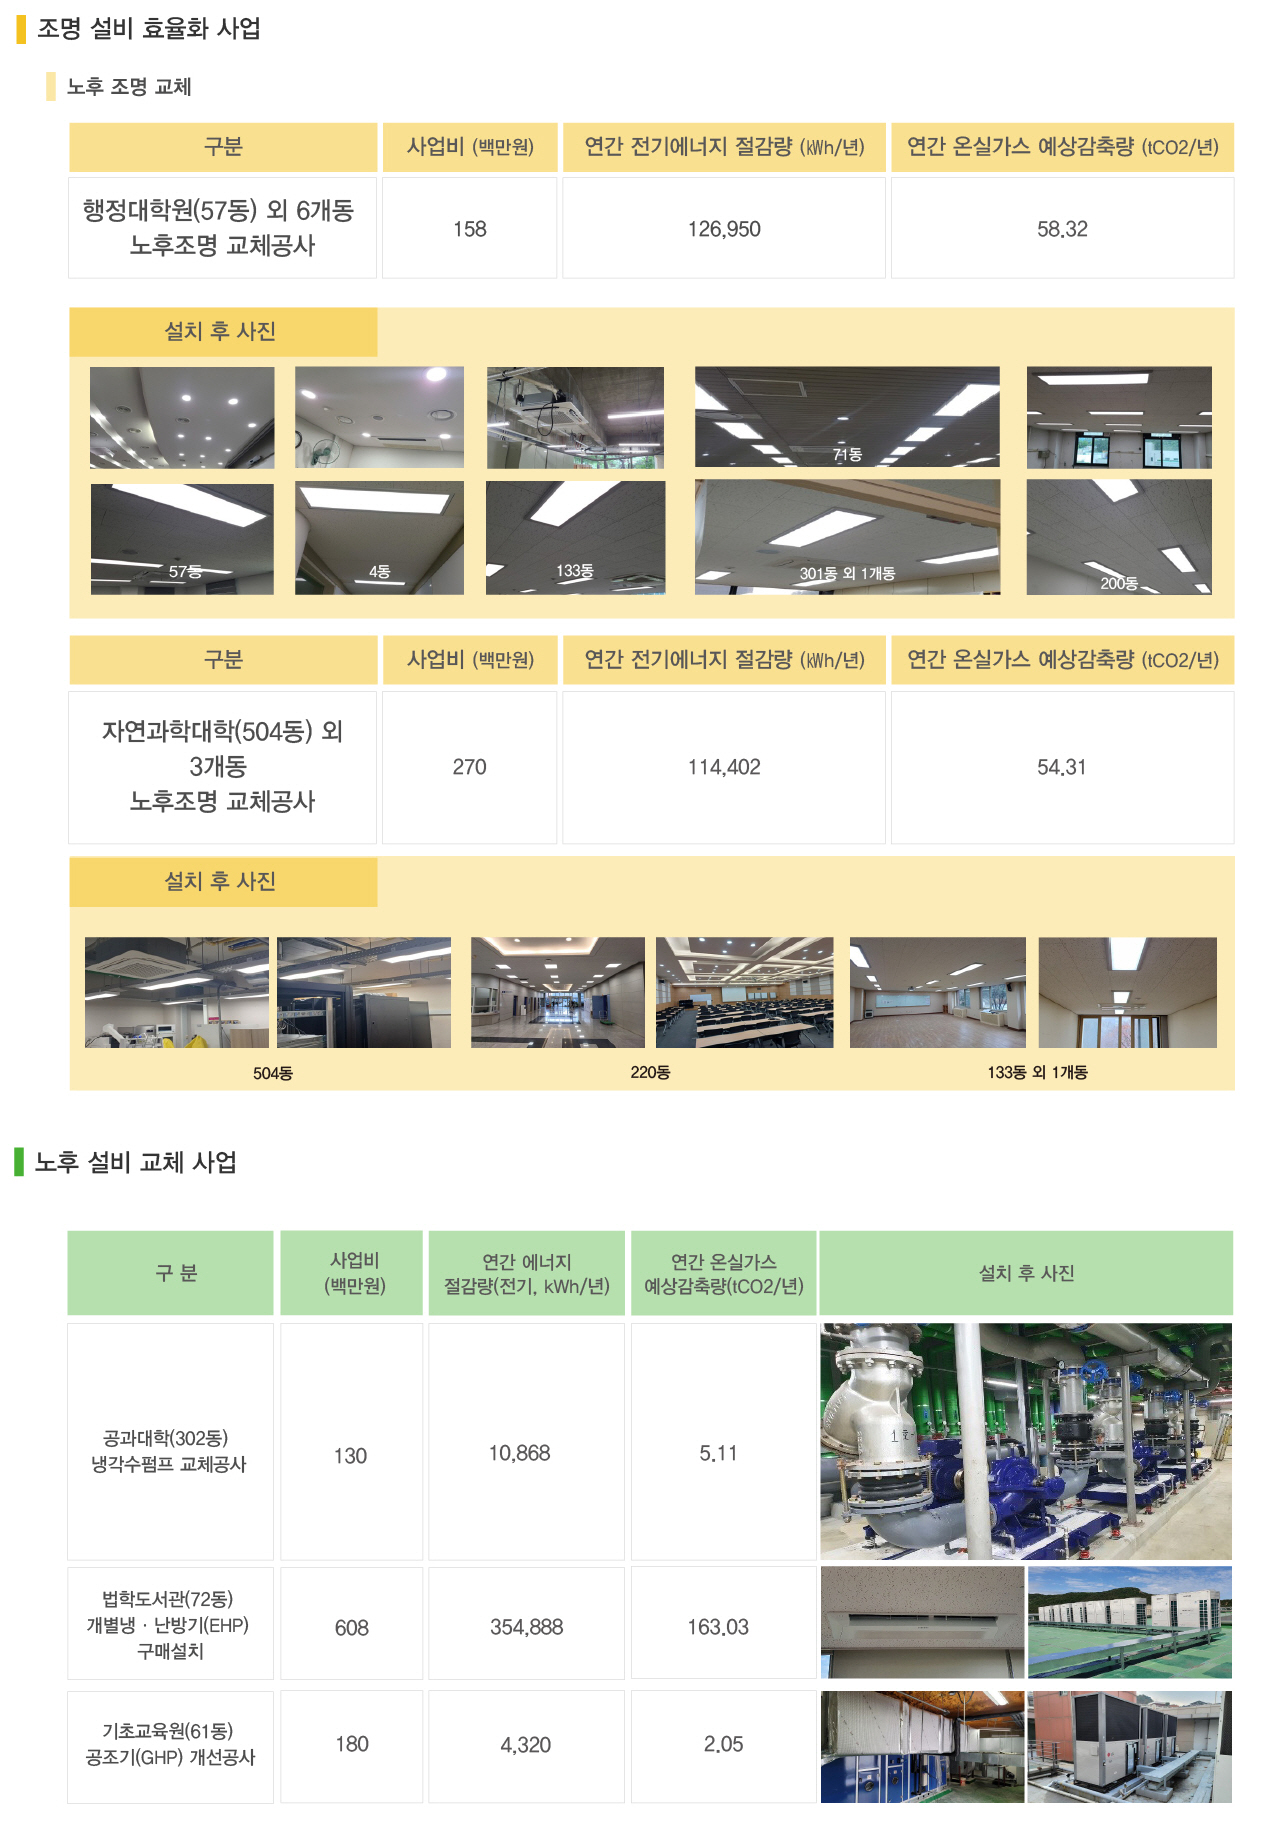 조명 설비 효율화 사업
노후 조명 교체
구분 사업비 (백만원) 연간 전기에너지 절감량 (㎾h/년) 연간 온실가스 예상감축량 (tCO2/년)
행정대학원(57동) 외 6개동
노후조명 교체공사
158 126,950 58.32
설치 후 사진
71동
57동 4동 133동 301동 외 1개동 200동
구분 사업비 (백만원) 연간 전기에너지 절감량 (㎾h/년) 연간 온실가스 예상감축량 (tCO2/년)
자연과학대학(504동) 외
3개동
노후조명 교체공사
270 114,402 54.31
설치 후 사진
504동 220동 133동 외 1개동
노후 설비 교체 사업
구 분
사업비
(백만원)
연간 에너지
절감량(전기, kWh/년)
연간 온실가스
예상감축량(tCO2/년)
설치 후 사진
공과대학(302동)
냉각수펌프 교체공사
130 10,868 5.11
1호
법학도서관(72동)
개별냉 · 난방기(EHP)
구매설치
608 354,888 163.03
기초교육원(61동)
공조기(GHP) 개선공사
180 4,320 2.05